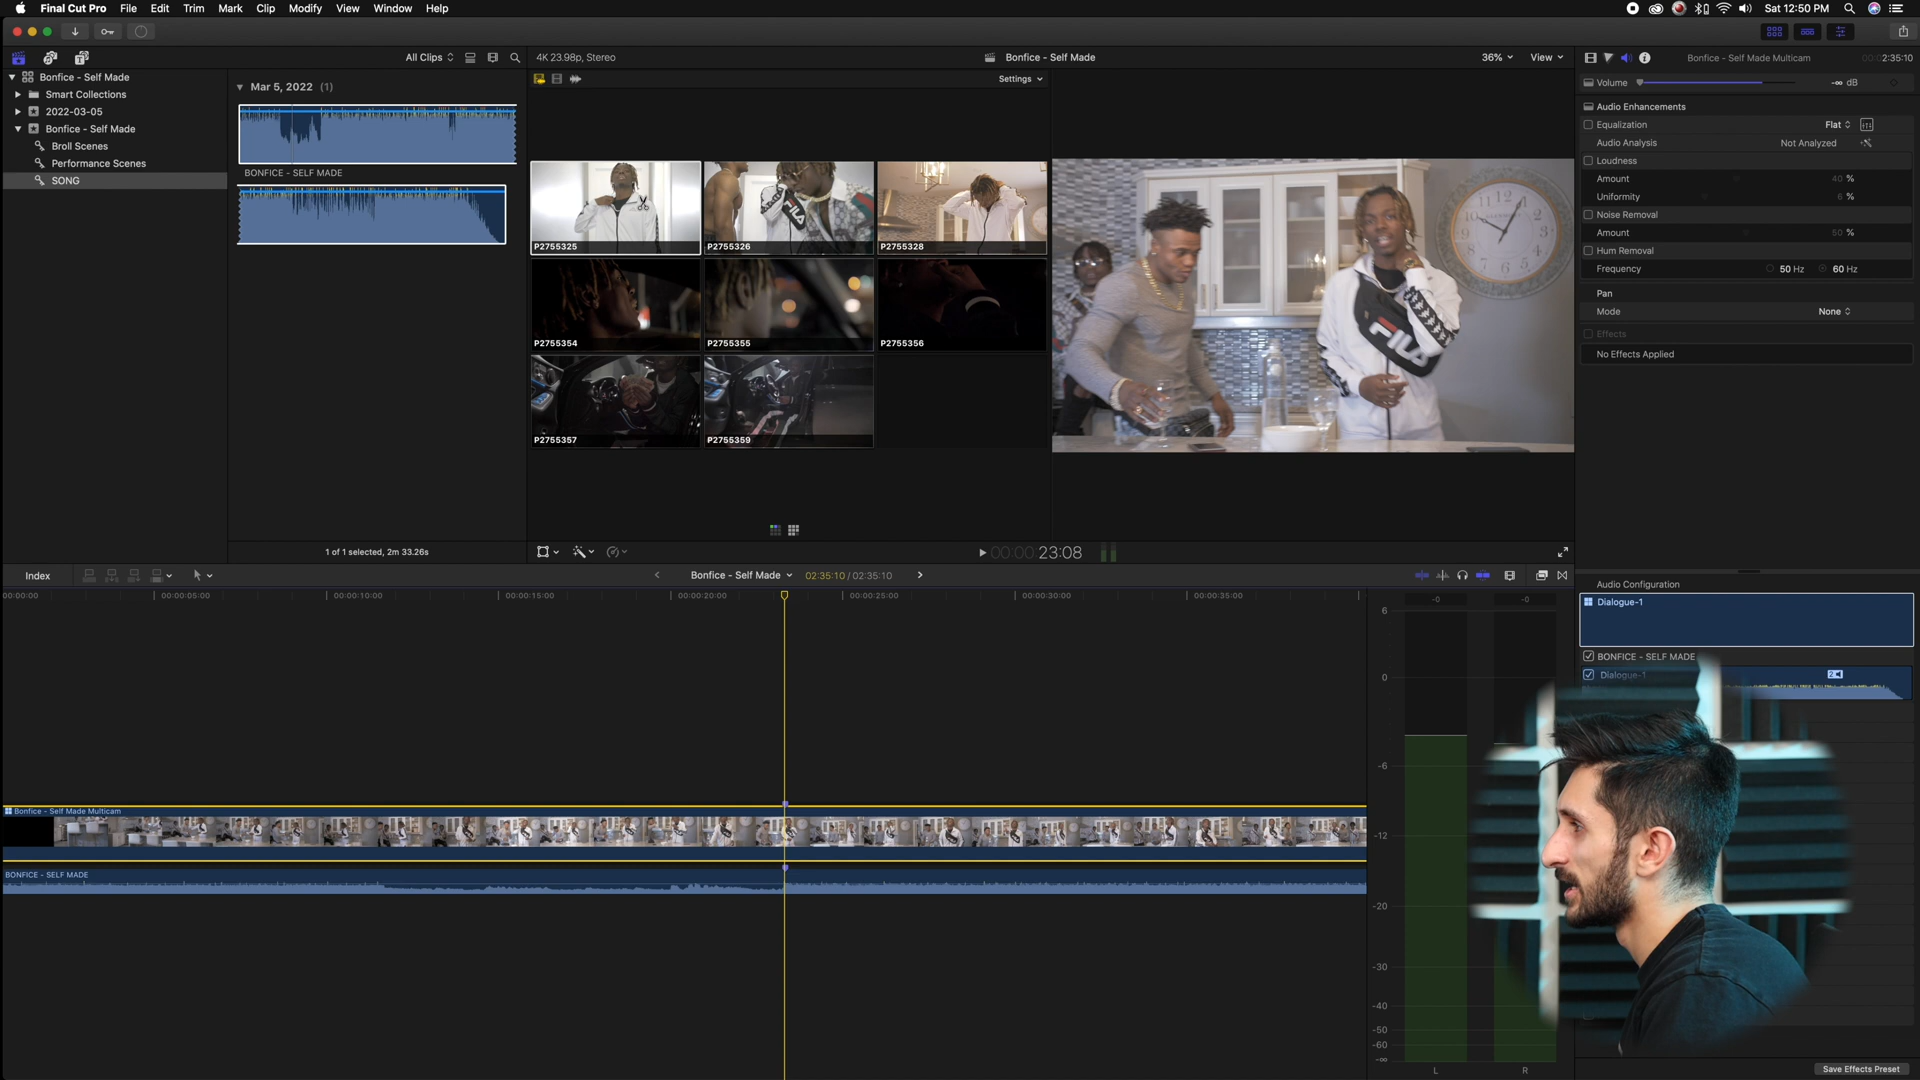 Final Cut Pro File Edit Trim Mark Clip Modify View Window Help
Sat 12:50 PM
All Clips
4K 23.98p, Stereo
Bonfice - Self Made
36%
View
Bonfice - Self Made Multicam
2:35:10
Bonfice - Self Made
Smart Collections
2022-03-05
Bonfice - Self Made
Broll Scenes
Performance Scenes
SONG
Mar 5, 2022 (1)
BONFICE - SELF MADE
1 of 1 selected, 2m 33.26s
Settings
P2755325
P2755326
P2755328
P2755354
P2755355
P2755356
P2755357
P2755359
FILA
00:00:23:08
Volume
-∞ dB
Audio Enhancements
Equalization
Flat
Audio Analysis
Not Analyzed
Loudness
Amount
40 %
Uniformity
6 %
Noise Removal
Amount
50 %
Hum Removal
Frequency
50 Hz
60 Hz
Pan
Mode
None
Effects
No Effects Applied
Index
Bonfice - Self Made
02:35:10 / 02:35:10
00:00:00
00:00:05:00
00:00:10:00
00:00:15:00
00:00:20:00
00:00:25:00
00:00:30:00
00:00:35:00
Bonfice - Self Made Multicam
BONFICE - SELF MADE
-0
-0
6
0
-6
-12
-20
-30
-40
-50
-60
-∞
L
R
Audio Configuration
Dialogue-1
BONFICE - SELF MADE
Dialogue-1
2
Save Effects Preset